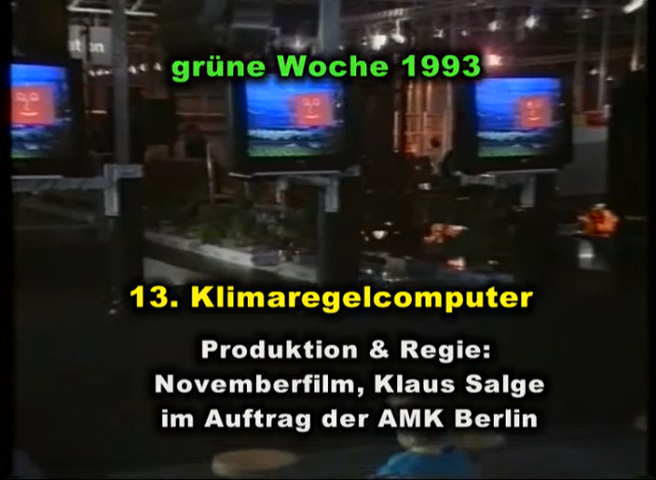 grüne Woche 1993
13. Klimaregelcomputer
Produktion & Regie:
Novemberfilm, Klaus Salge
im Auftrag der AMK Berlin